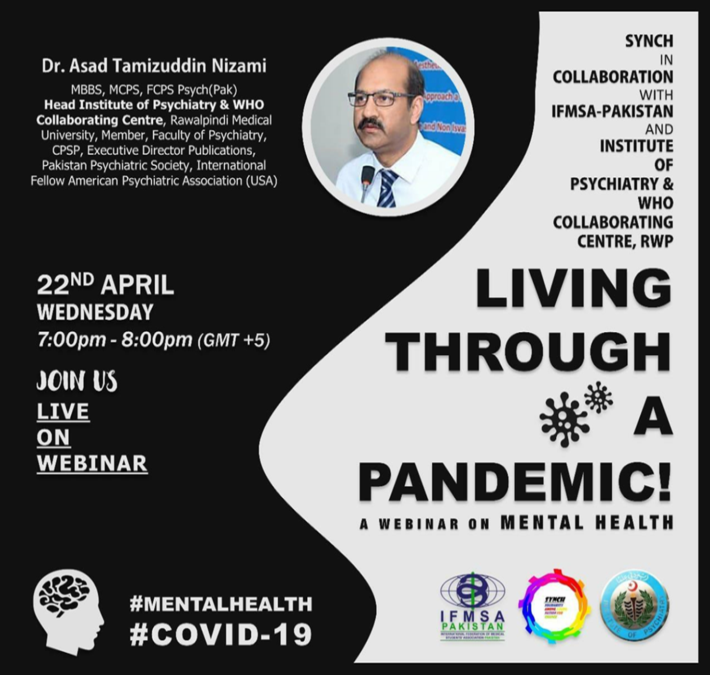 Dr. Asad Tamizuddin Nizami
MBBS, MCPS, FCPS Psych(Pak)
Head Institute of Psychiatry & WHO
Collaborating Centre, Rawalpindi Medical
University, Member, Faculty of Psychiatry,
CPSP, Executive Director Publications,
Pakistan Psychiatric Society, International
Fellow American Psychiatric Association (USA)
SYNCH
IN
COLLABORATION
WITH
IFMSA-PAKISTAN
AND
INSTITUTE
OF
PSYCHIATRY &
WHO
COLLABORATING
CENTRE, RWP
22ND APRIL
WEDNESDAY
7:00pm - 8:00pm (GMT +5)
JOIN US
LIVE
ON
WEBINAR
LIVING
THROUGH
A
PANDEMIC!
A WEBINAR ON MENTAL HEALTH
#MENTALHEALTH
#COVID-19
IFMSA
PAKISTAN
SYNCH